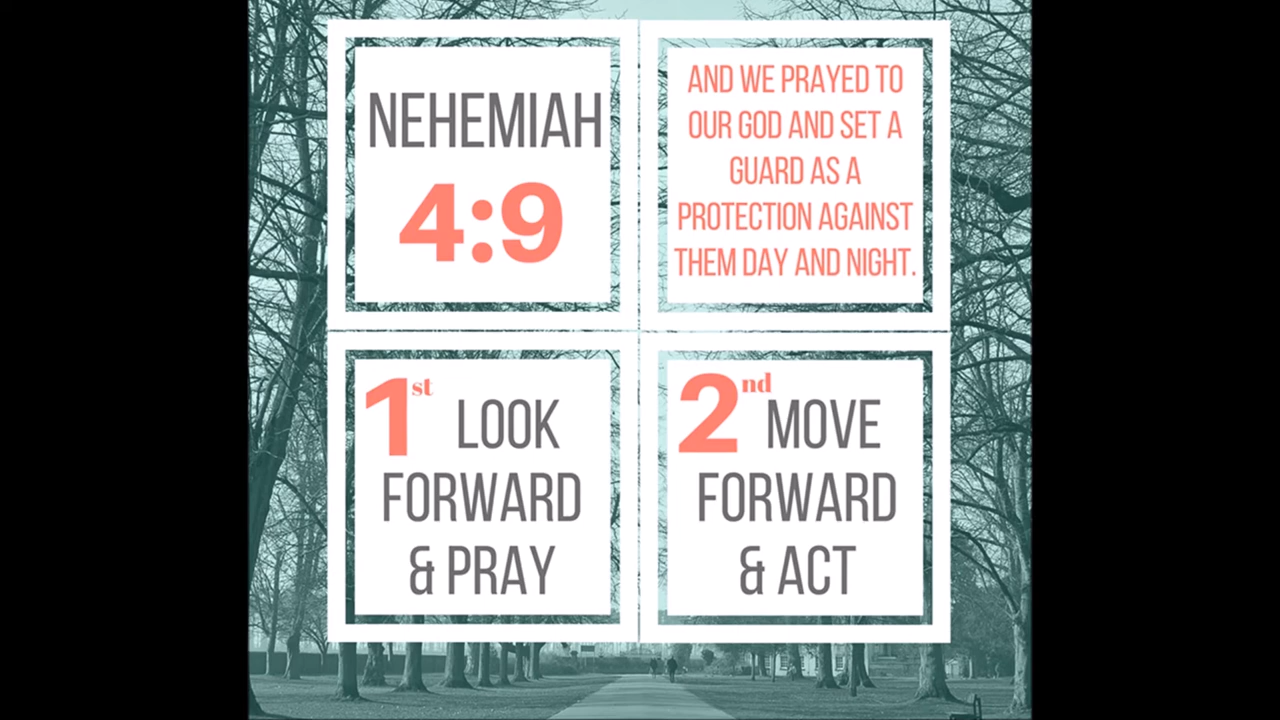 NEHEMIAH
4:9
AND WE PRAYED TO
OUR GOD AND SET A
GUARD AS A
PROTECTION AGAINST
THEM DAY AND NIGHT.
1st LOOK
FORWARD
& PRAY
2nd MOVE
FORWARD
& ACT